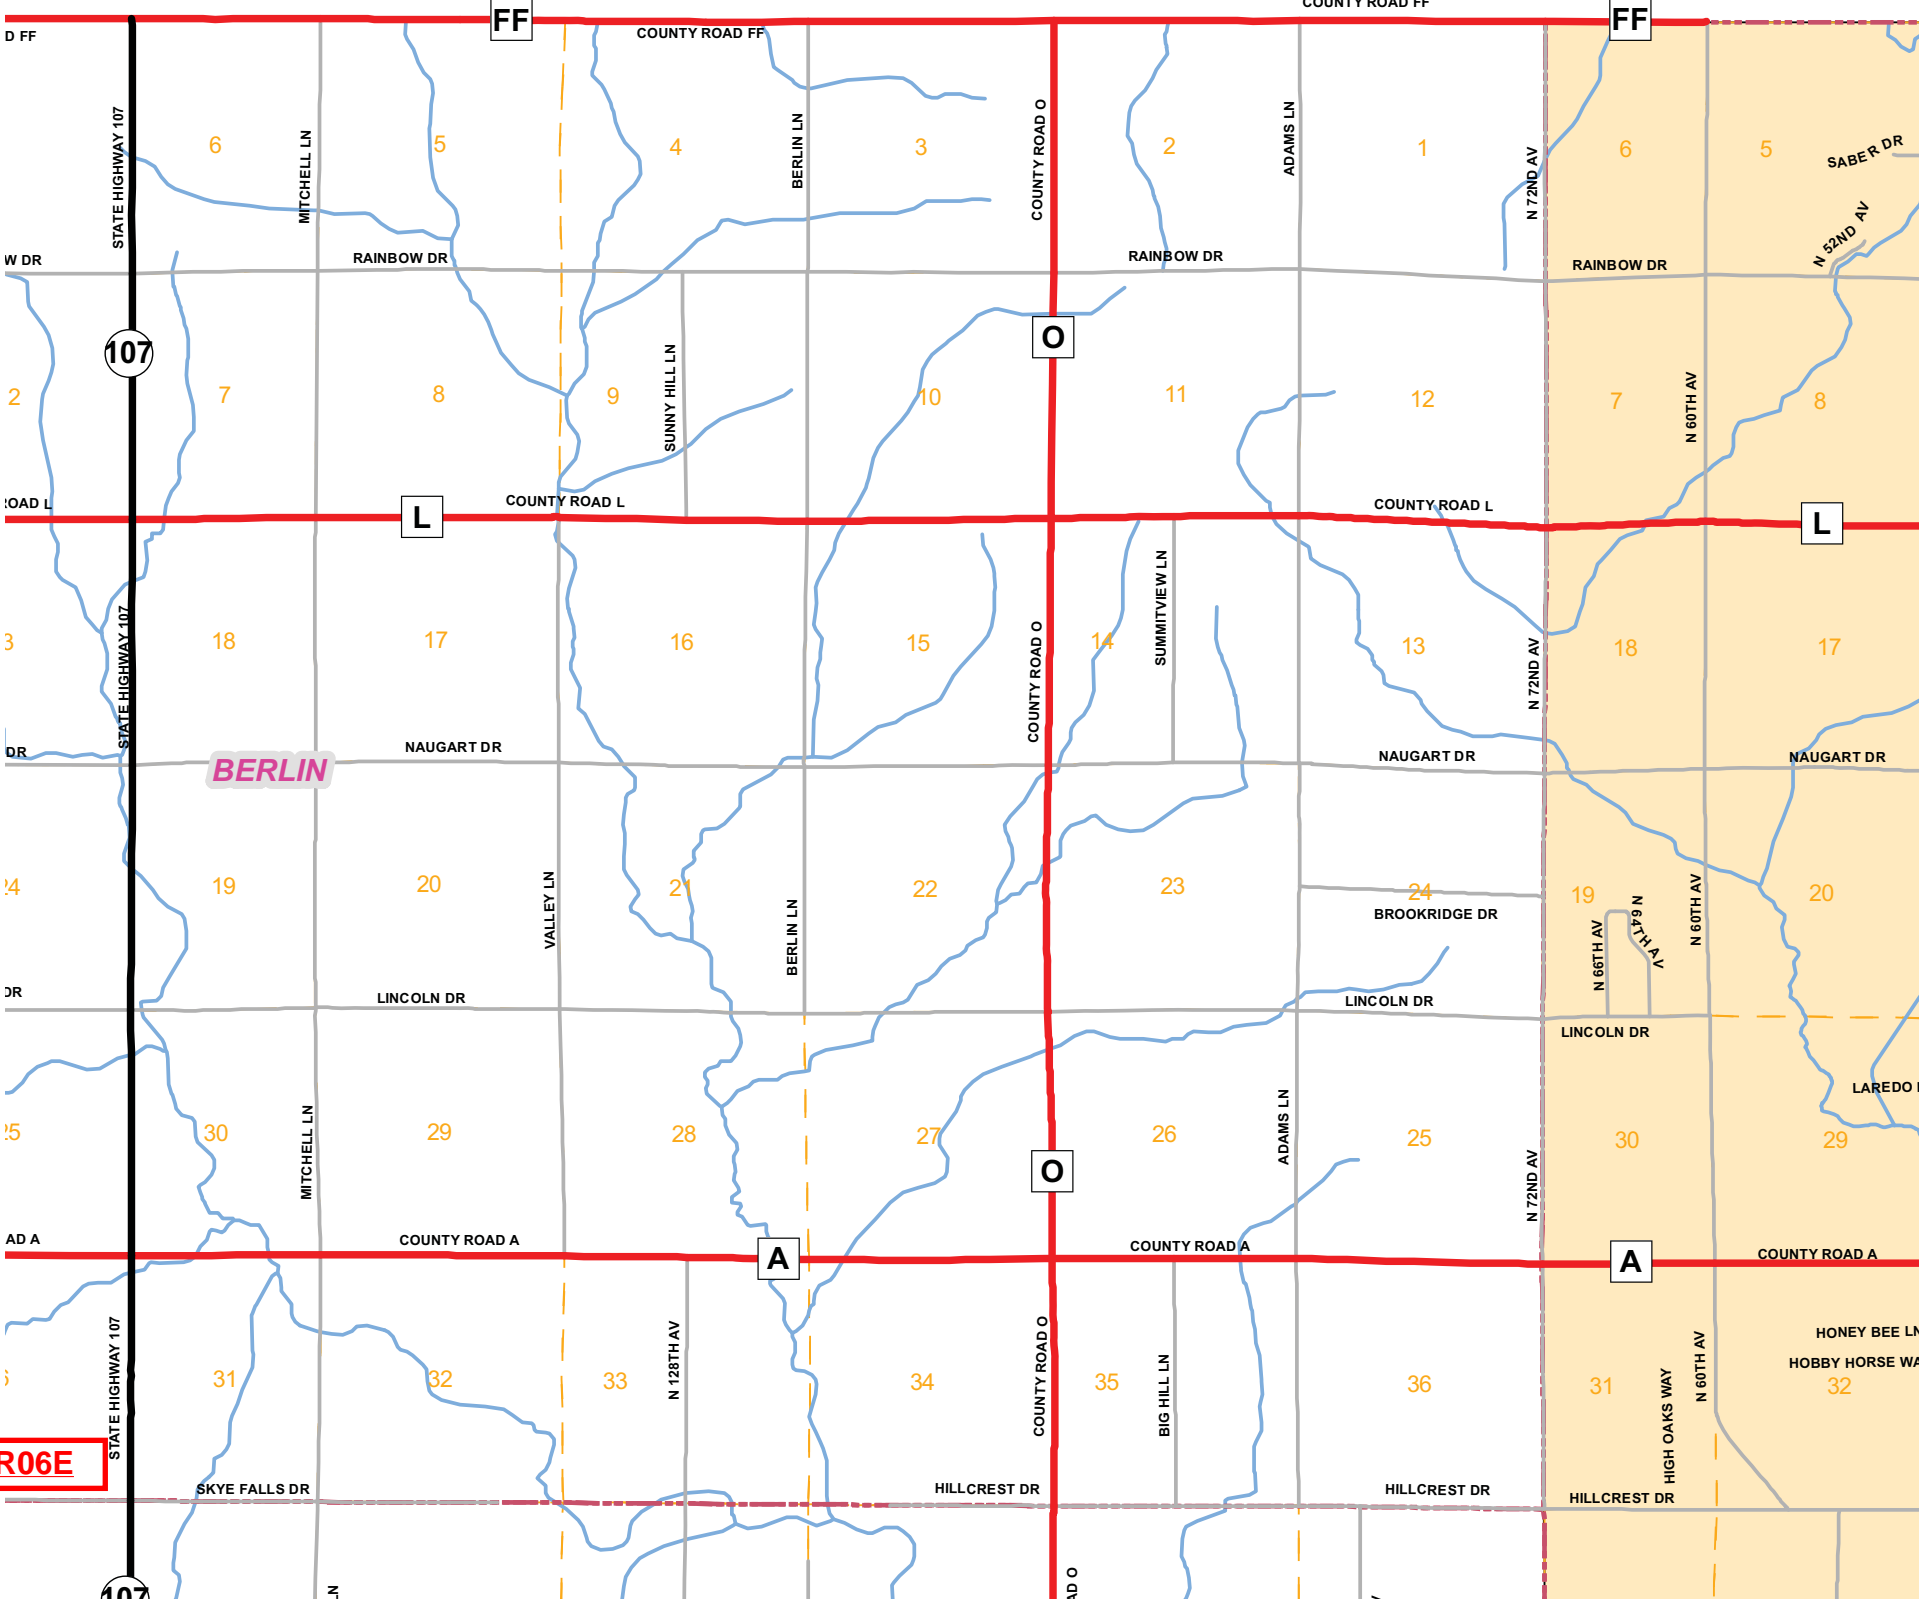 COUNTY ROAD FF
FF
FF
D FF
COUNTY ROAD FF
STATE HIGHWAY 107
MITCHELL LN
BERLIN LN
COUNTY ROAD O
ADAMS LN
N 72ND AV
6
5
4
3
2
1
6
5
SABER DR
N 52ND AV
W DR
RAINBOW DR
RAINBOW DR
RAINBOW DR
107
O
2
7
8
9
SUNNY HILL LN
10
11
12
7
N 60TH AV
8
ROAD L
L
COUNTY ROAD L
COUNTY ROAD L
L
3
STATE HIGHWAY 107
18
17
16
15
COUNTY ROAD O
14
SUMMITVIEW LN
13
N 72ND AV
18
17
DR
BERLIN
NAUGART DR
NAUGART DR
NAUGART DR
24
19
20
VALLEY LN
21
BERLIN LN
22
23
24
BROOKRIDGE DR
19
N 66TH AV
N 64TH AV
N 60TH AV
20
DR
LINCOLN DR
LINCOLN DR
LINCOLN DR
LAREDO
25
30
MITCHELL LN
29
28
27
O
26
ADAMS LN
25
N 72ND AV
30
29
AD A
COUNTY ROAD A
A
COUNTY ROAD A
A
COUNTY ROAD A
HONEY BEE LN
HOBBY HORSE WA
STATE HIGHWAY 107
31
32
33
N 128TH AV
34
COUNTY ROAD O
35
BIG HILL LN
36
31
HIGH OAKS WAY
N 60TH AV
32
R06E
SKYE FALLS DR
HILLCREST DR
HILLCREST DR
HILLCREST DR
107
LN
AD O